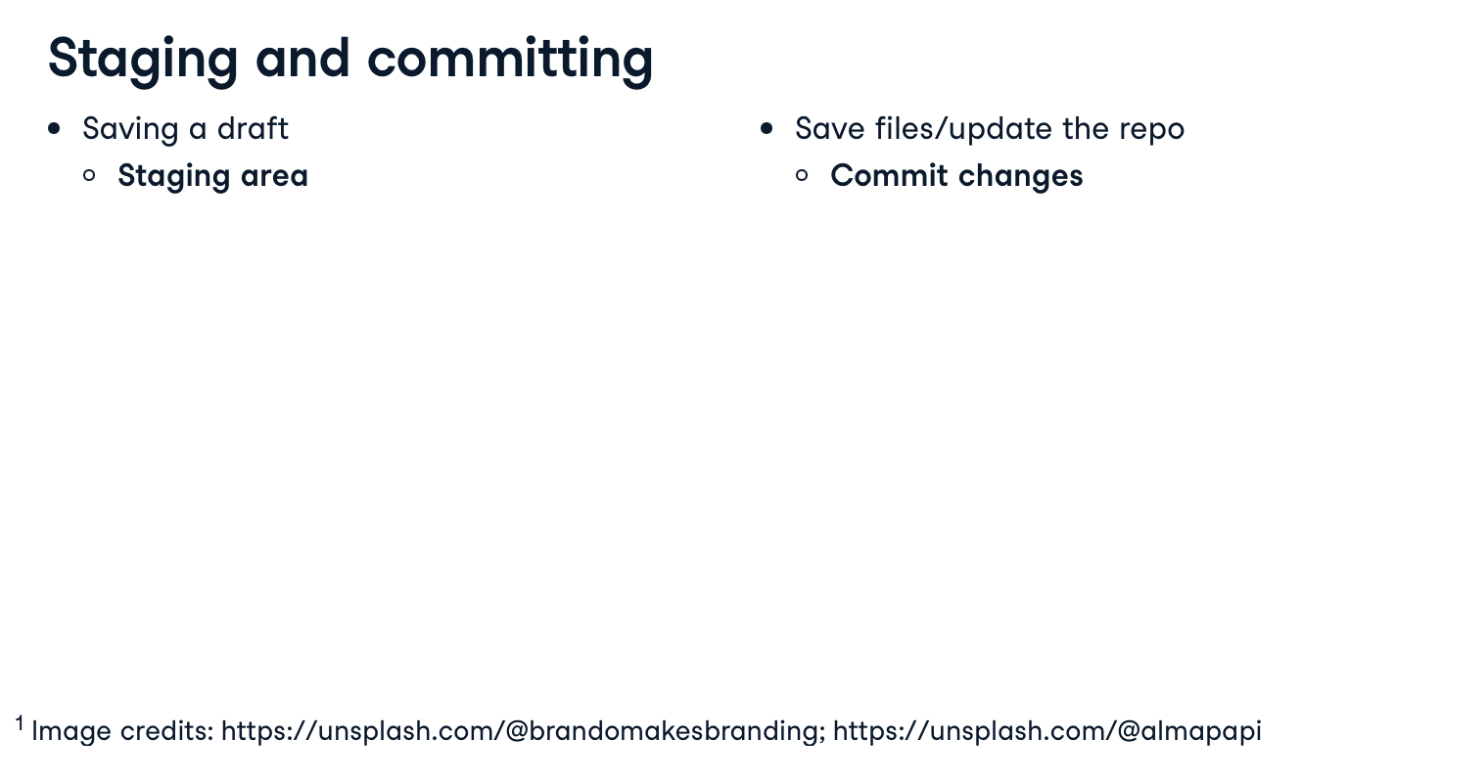 Staging and committing
• Saving a draft
○ Staging area
• Save files/update the repo
○ Commit changes
1 Image credits: https://unsplash.com/@brandomakesbranding; https://unsplash.com/@almapapi